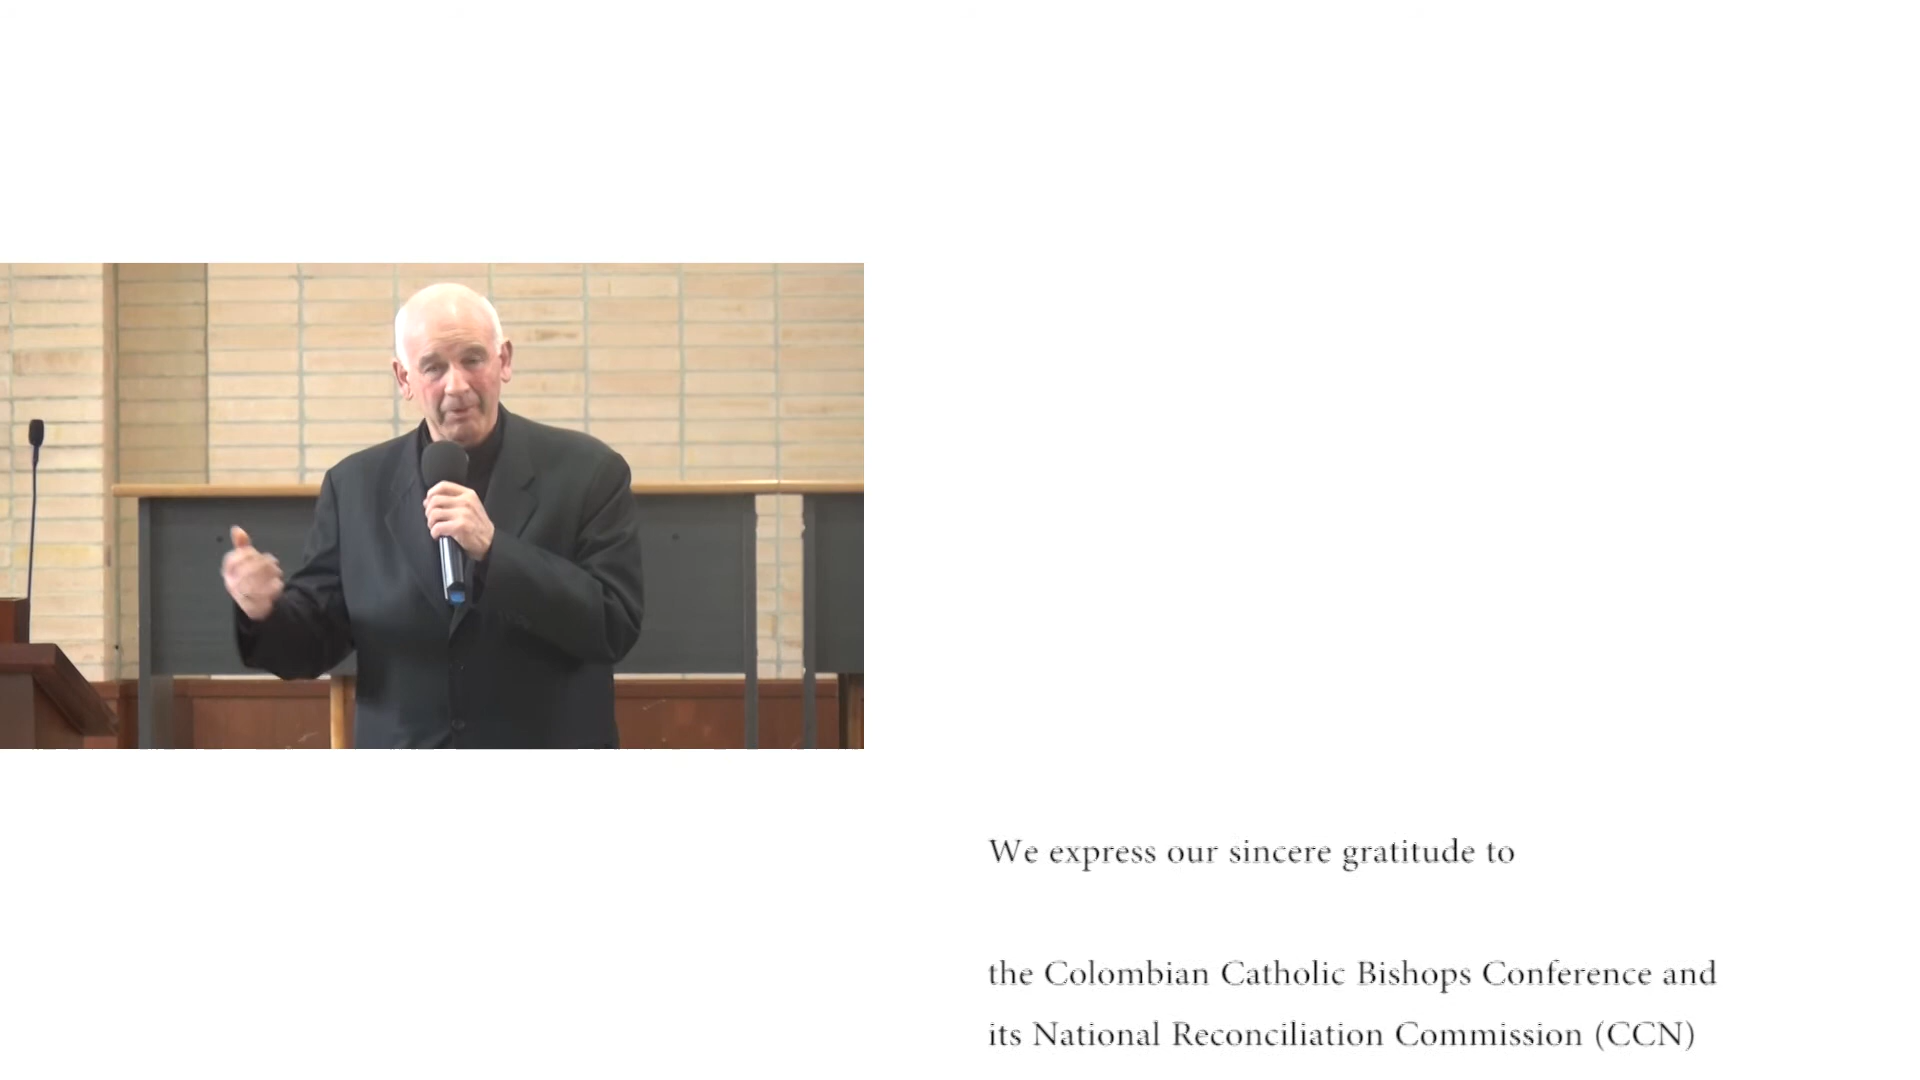 We express our sincere gratitude to
the Colombian Catholic Bishops Conference and
its National Reconciliation Commission (CCN)